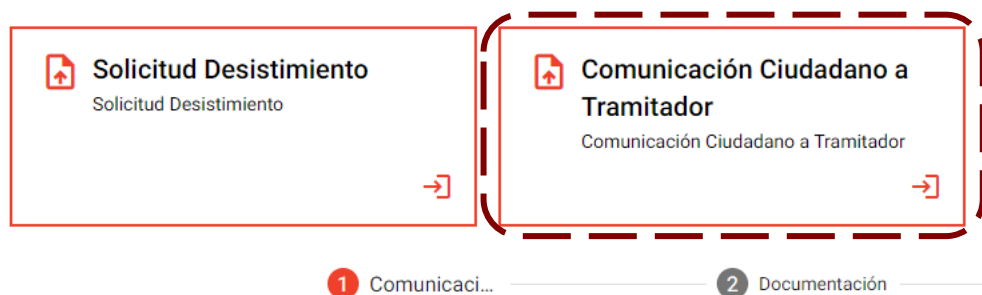 Solicitud Desistimiento
Solicitud Desistimiento
Comunicación Ciudadano a
Tramitador
Comunicación Ciudadano a Tramitador
1 Comunicaci...
2 Documentación